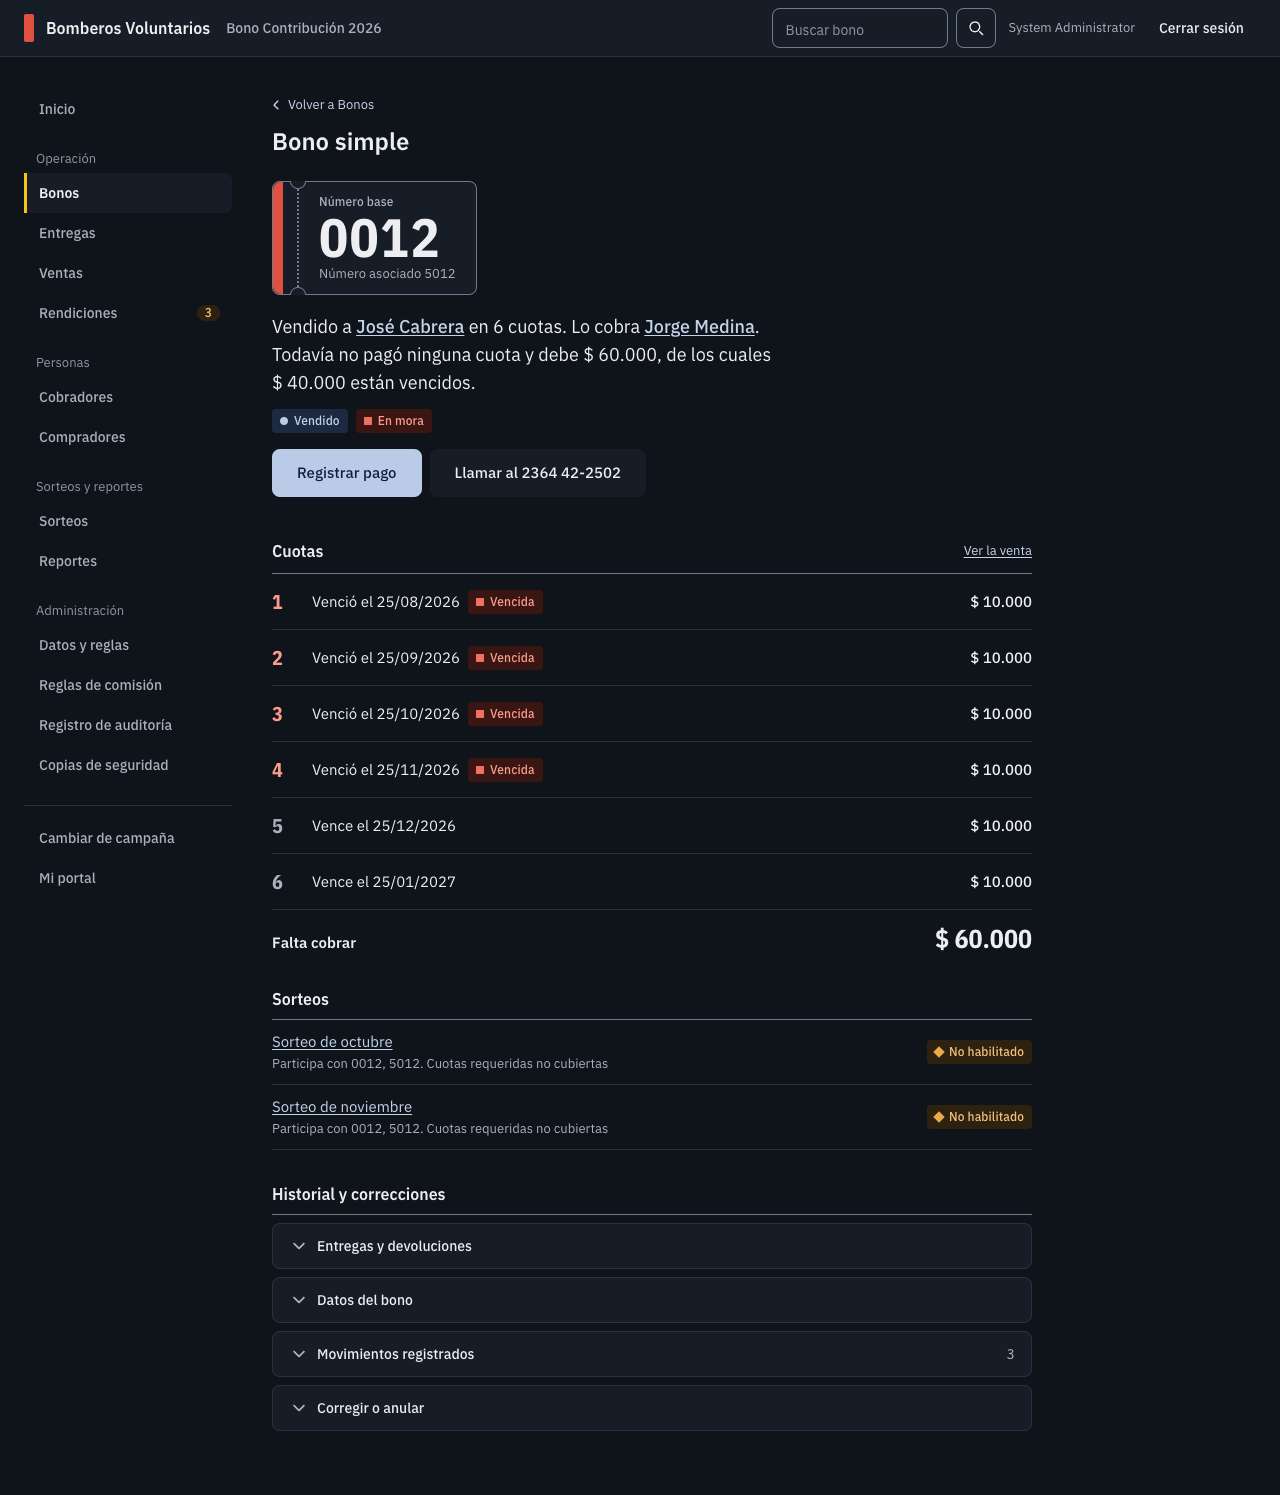 Bomberos Voluntarios Bono Contribución 2026 Buscar bono System Administrator Cerrar sesión
Inicio
Operación
Bonos
Entregas
Ventas
Rendiciones 3
Personas
Cobradores
Compradores
Sorteos y reportes
Sorteos
Reportes
Administración
Datos y reglas
Reglas de comisión
Registro de auditoría
Copias de seguridad
Cambiar de campaña
Mi portal
Volver a Bonos
Bono simple
Número base
0012
Número asociado 5012
Vendido a José Cabrera en 6 cuotas. Lo cobra Jorge Medina.
Todavía no pagó ninguna cuota y debe $ 60.000, de los cuales
$ 40.000 están vencidos.
Vendido En mora
Registrar pago Llamar al 2364 42-2502
Cuotas Ver la venta
1 Venció el 25/08/2026 Vencida $ 10.000
2 Venció el 25/09/2026 Vencida $ 10.000
3 Venció el 25/10/2026 Vencida $ 10.000
4 Venció el 25/11/2026 Vencida $ 10.000
5 Vence el 25/12/2026 $ 10.000
6 Vence el 25/01/2027 $ 10.000
Falta cobrar $ 60.000
Sorteos
Sorteo de octubre
Participa con 0012, 5012. Cuotas requeridas no cubiertas
No habilitado
Sorteo de noviembre
Participa con 0012, 5012. Cuotas requeridas no cubiertas
No habilitado
Historial y correcciones
Entregas y devoluciones
Datos del bono
Movimientos registrados 3
Corregir o anular